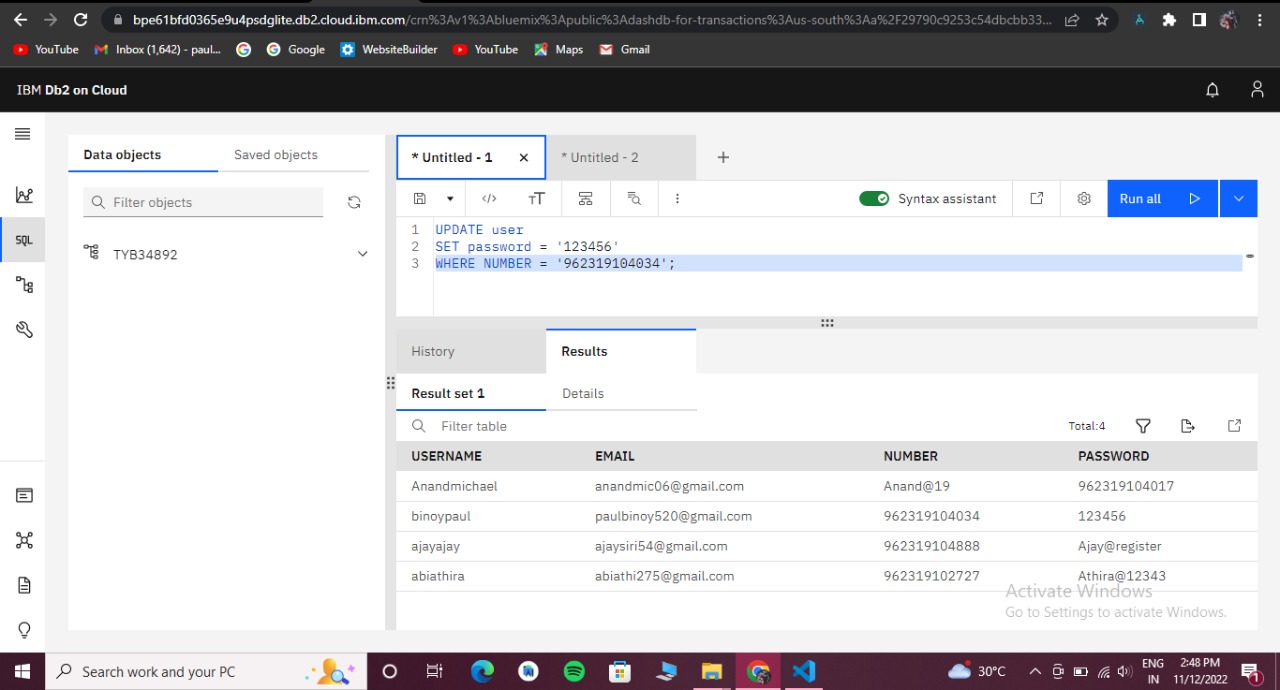 bpe61bfd0365e9u4psdglite.db2.cloud.ibm.com/crn%3Av1%3Abluemix%3Apublic%3Adashdb-for-transactions%3Aus-south%3Aa%2F29790c9253c54dbcbb33...
YouTube Inbox (1,642) - paul... Google WebsiteBuilder YouTube Maps Gmail
IBM Db2 on Cloud
Data objects Saved objects * Untitled - 1 × * Untitled - 2 +
Filter objects </> TT Syntax assistant Run all
SQL TYB34892
1 UPDATE user
2 SET password = '123456'
3 WHERE NUMBER = '962319104034';
History Results
Result set 1 Details
Filter table Total:4
USERNAME EMAIL NUMBER PASSWORD
Anandmichael anandmic06@gmail.com Anand@19 962319104017
binoypaul paulbinoy520@gmail.com 962319104034 123456
ajayajay ajaysiri54@gmail.com 962319104888 Ajay@register
abiathira abiathi275@gmail.com 962319102727 Athira@12343
Activate Windows
Go to Settings to activate Windows.
Search work and your PC 30°C ENG IN 2:48 PM 11/12/2022 1